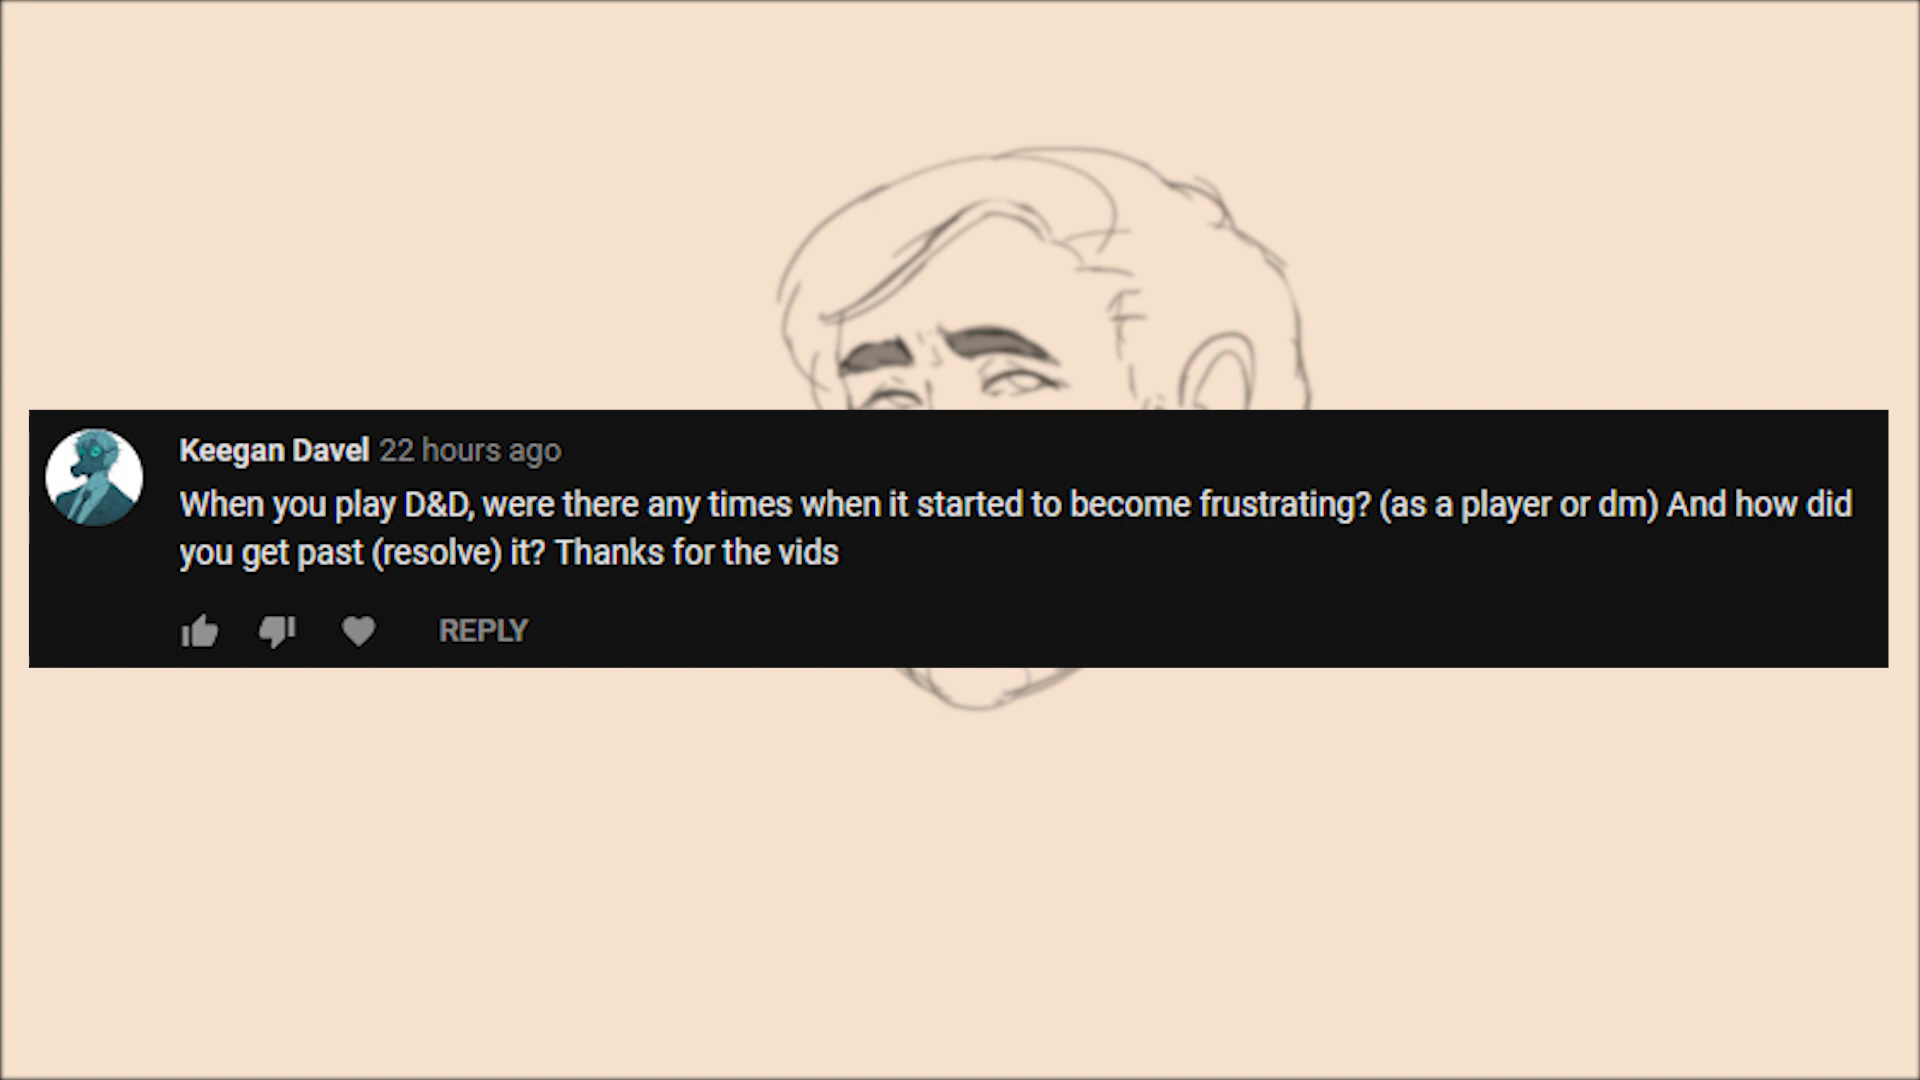 Keegan Davel 22 hours ago
When you play D&D, were there any times when it started to become frustrating? (as a player or dm) And how did
you get past (resolve) it? Thanks for the vids
REPLY